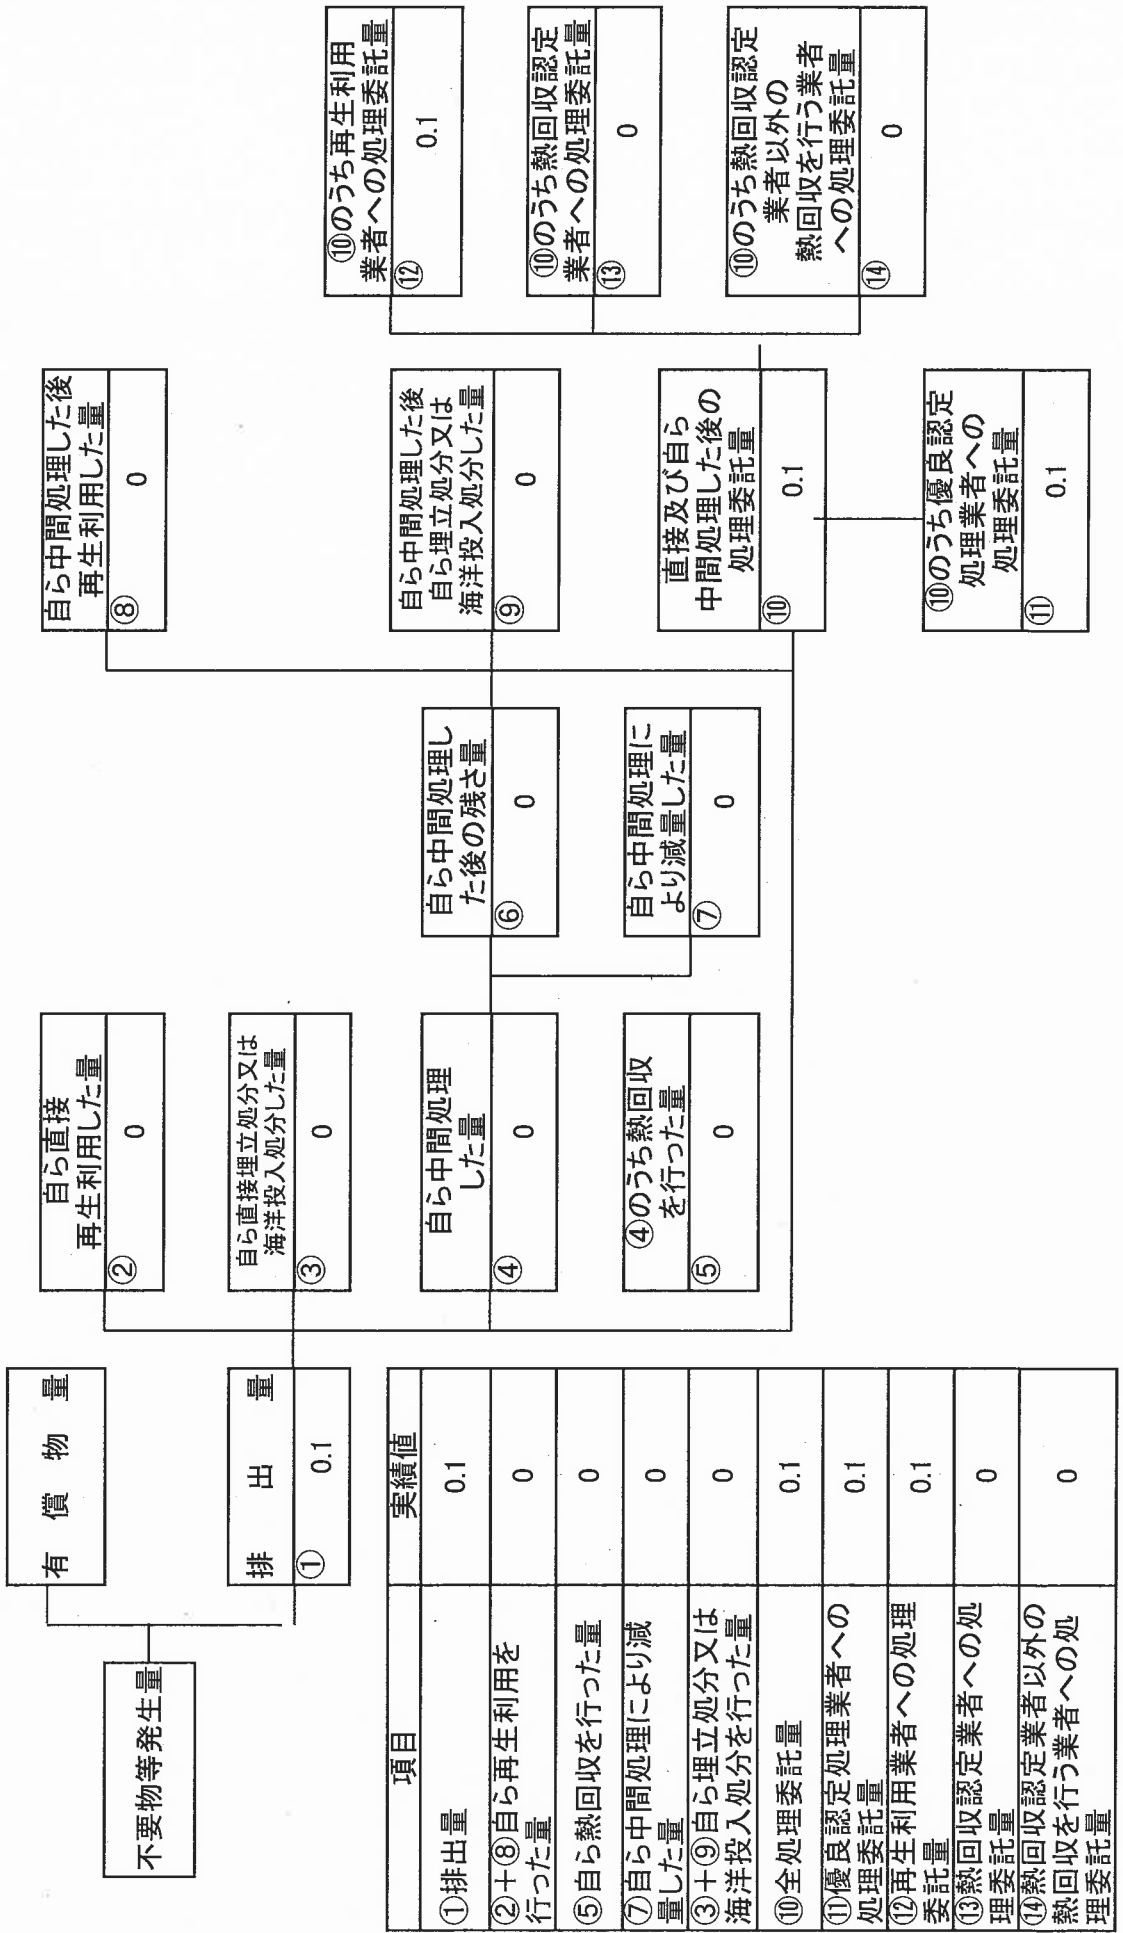 不要物等発生量
有償物量
排出量
①
0.1
自ら直接
再生利用した量
②
0
自ら直接埋立処分又は
海洋投入処分した量
③
0
自ら中間処理
した量
④
0
④のうち熱回収
を行った量
⑤
0
自ら中間処理し
た後の残さ量
⑥
0
自ら中間処理に
より減量した量
⑦
0
自ら中間処理した後
再生利用した量
⑧
0
自ら中間処理した後
自ら埋立処分又は
海洋投入処分した量
⑨
0
直接及び自ら
中間処理した後の
処理委託量
⑩
0.1
⑩のうち優良認定
処理業者への
処理委託量
⑪
0.1
⑩のうち再生利用
業者への処理委託量
⑫
0.1
⑩のうち熱回収認定
業者への処理委託量
⑬
0
⑩のうち熱回収認定
業者以外の
熱回収を行う業者
への処理委託量
⑭
0
項目 実績値
①排出量 0.1
②＋⑧自ら再生利用を
行った量 0
⑤自ら熱回収を行った量 0
⑦自ら中間処理により減
量した量 0
③＋⑨自ら埋立処分又は
海洋投入処分を行った量 0
⑩全処理委託量 0.1
⑪優良認定処理業者への
処理委託量 0.1
⑫再生利用業者への処理
委託量 0.1
⑬熱回収認定業者への処
理委託量 0
⑭熱回収認定業者以外の
熱回収を行う業者への処
理委託量 0